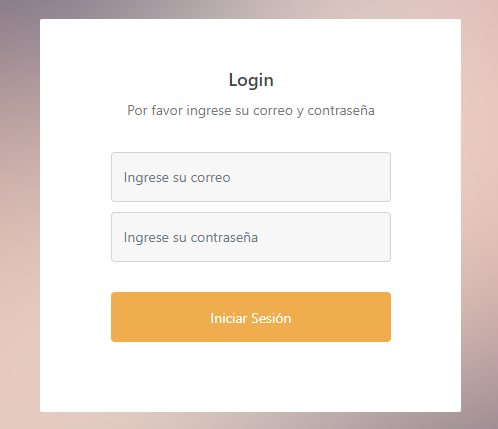 Login
Por favor ingrese su correo y contraseña
Ingrese su correo
Ingrese su contraseña
Iniciar Sesión